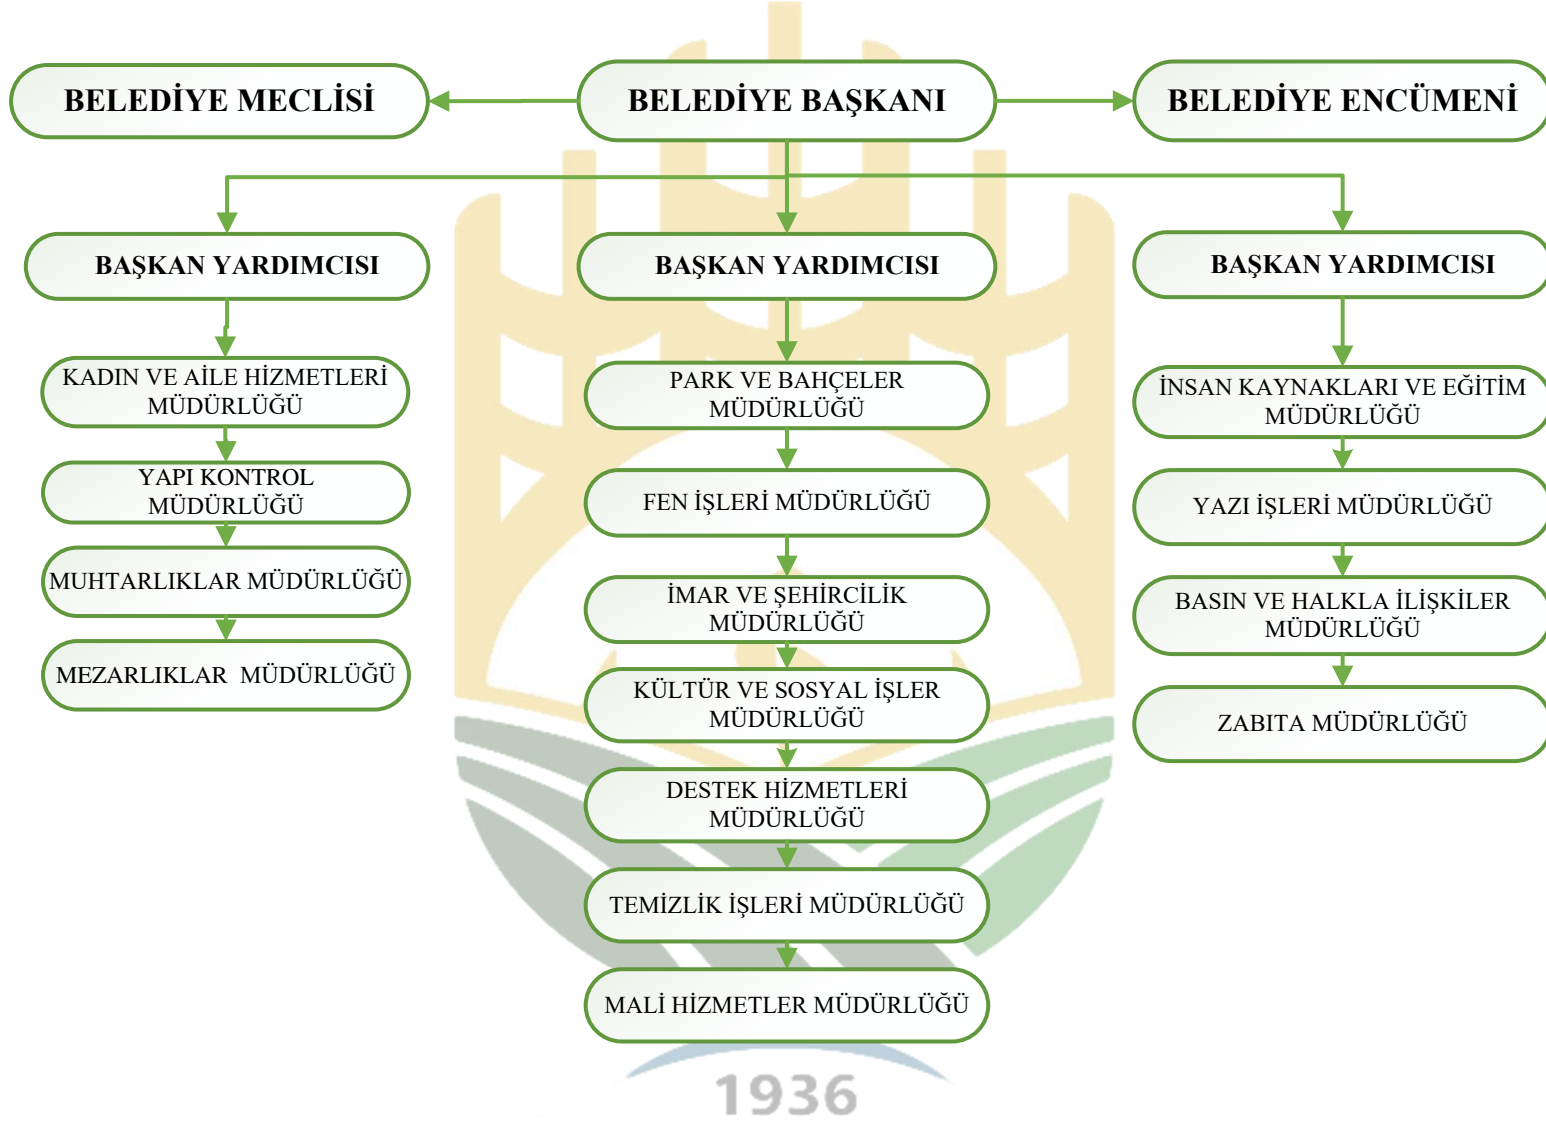 BELEDİYE MECLİSİ
BELEDİYE BAŞKANI
BELEDİYE ENCÜMENİ
BAŞKAN YARDIMCISI
KADIN VE AİLE HİZMETLERİ
MÜDÜRLÜĞÜ
YAPI KONTROL
MÜDÜRLÜĞÜ
MUHTARLIKLAR MÜDÜRLÜĞÜ
MEZARLIKLAR MÜDÜRLÜĞÜ
BAŞKAN YARDIMCISI
PARK VE BAHÇELER
MÜDÜRLÜĞÜ
FEN İŞLERİ MÜDÜRLÜĞÜ
İMAR VE ŞEHİRCİLİK
MÜDÜRLÜĞÜ
KÜLTÜR VE SOSYAL İŞLER
MÜDÜRLÜĞÜ
DESTEK HİZMETLERİ
MÜDÜRLÜĞÜ
TEMİZLİK İŞLERİ MÜDÜRLÜĞÜ
MALİ HİZMETLER MÜDÜRLÜĞÜ
BAŞKAN YARDIMCISI
İNSAN KAYNAKLARI VE EĞİTİM
MÜDÜRLÜĞÜ
YAZI İŞLERİ MÜDÜRLÜĞÜ
BASIN VE HALKLA İLİŞKİLER
MÜDÜRLÜĞÜ
ZABITA MÜDÜRLÜĞÜ
1936